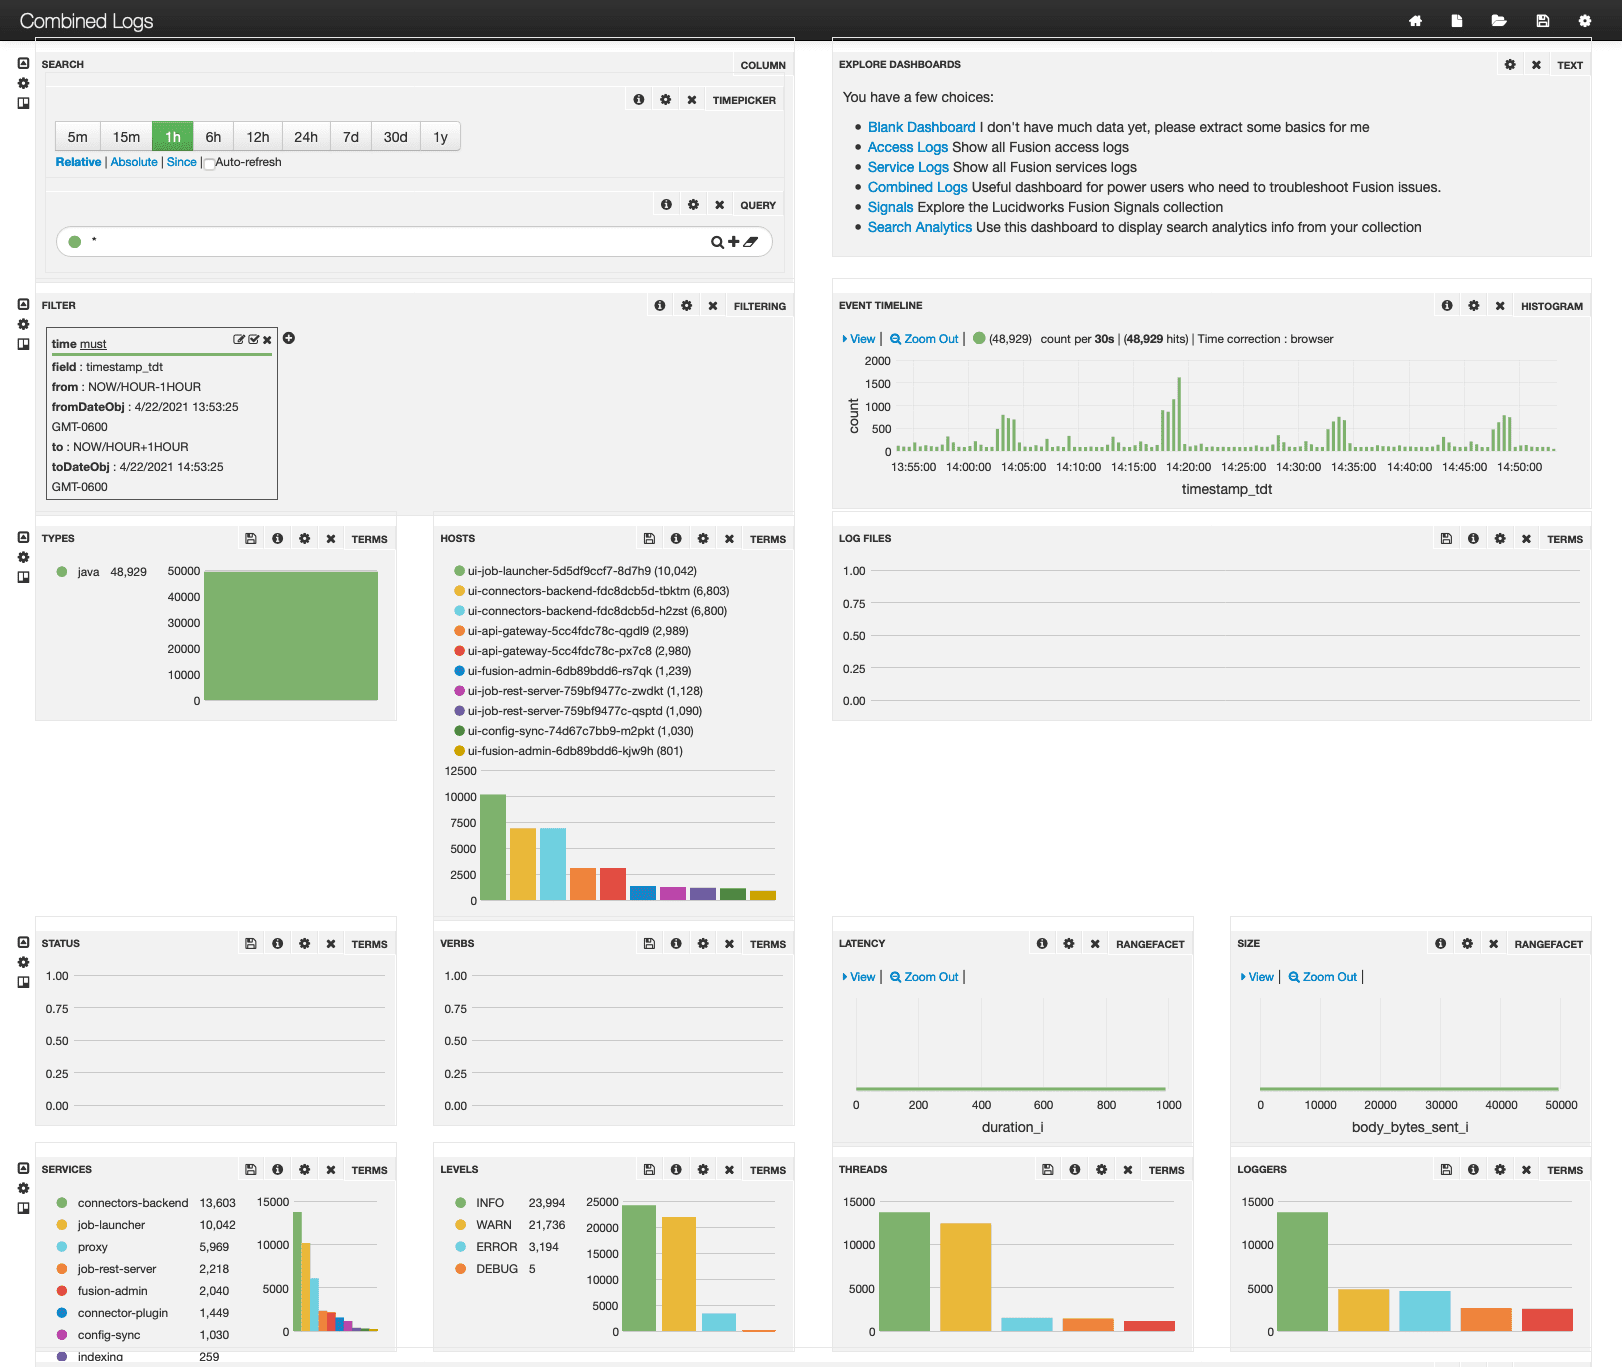 Combined Logs
SEARCH
COLUMN
TIMEPICKER
5m 15m 1h 6h 12h 24h 7d 30d 1y
Relative | Absolute | Since | Auto-refresh
QUERY
*
EXPLORE DASHBOARDS
TEXT
You have a few choices:
• Blank Dashboard I don't have much data yet, please extract some basics for me
• Access Logs Show all Fusion access logs
• Service Logs Show all Fusion services logs
• Combined Logs Useful dashboard for power users who need to troubleshoot Fusion issues.
• Signals Explore the Lucidworks Fusion Signals collection
• Search Analytics Use this dashboard to display search analytics info from your collection
FILTER
FILTERING
time must
field : timestamp_tdt
from : NOW/HOUR-1HOUR
fromDateObj : 4/22/2021 13:53:25
GMT-0600
to : NOW/HOUR+1HOUR
toDateObj : 4/22/2021 14:53:25
GMT-0600
EVENT TIMELINE
HISTOGRAM
View | Zoom Out | (48,929) count per 30s | (48,929 hits) | Time correction : browser
2000
1500
1000
500
0
count
13:55:00 14:00:00 14:05:00 14:10:00 14:15:00 14:20:00 14:25:00 14:30:00 14:35:00 14:40:00 14:45:00 14:50:00
timestamp_tdt
TYPES
TERMS
java 48,929
50000
40000
30000
20000
10000
0
HOSTS
TERMS
ui-job-launcher-5d5df9ccf7-8d7h9 (10,042)
ui-connectors-backend-fdc8dcb5d-tbktm (6,803)
ui-connectors-backend-fdc8dcb5d-h2zst (6,800)
ui-api-gateway-5cc4fdc78c-qgdl9 (2,989)
ui-api-gateway-5cc4fdc78c-px7c8 (2,980)
ui-fusion-admin-6db89bdd6-rs7qk (1,239)
ui-job-rest-server-759bf9477c-zwdkt (1,128)
ui-job-rest-server-759bf9477c-qsptd (1,090)
ui-config-sync-74d67c7bb9-m2pkt (1,030)
ui-fusion-admin-6db89bdd6-kjw9h (801)
12500
10000
7500
5000
2500
0
LOG FILES
TERMS
1.00
0.75
0.50
0.25
0.00
STATUS
TERMS
1.00
0.75
0.50
0.25
0.00
VERBS
TERMS
1.00
0.75
0.50
0.25
0.00
LATENCY
RANGEFACET
View | Zoom Out |
0 200 400 600 800 1000
duration_i
SIZE
RANGEFACET
View | Zoom Out |
0 10000 20000 30000 40000 50000
body_bytes_sent_i
SERVICES
TERMS
connectors-backend 13,603
job-launcher 10,042
proxy 5,969
job-rest-server 2,218
fusion-admin 2,040
connector-plugin 1,449
config-sync 1,030
indexing 259
15000
10000
5000
0
LEVELS
TERMS
INFO 23,994
WARN 21,736
ERROR 3,194
DEBUG 5
25000
20000
15000
10000
5000
0
THREADS
TERMS
15000
10000
5000
0
LOGGERS
TERMS
15000
10000
5000
0